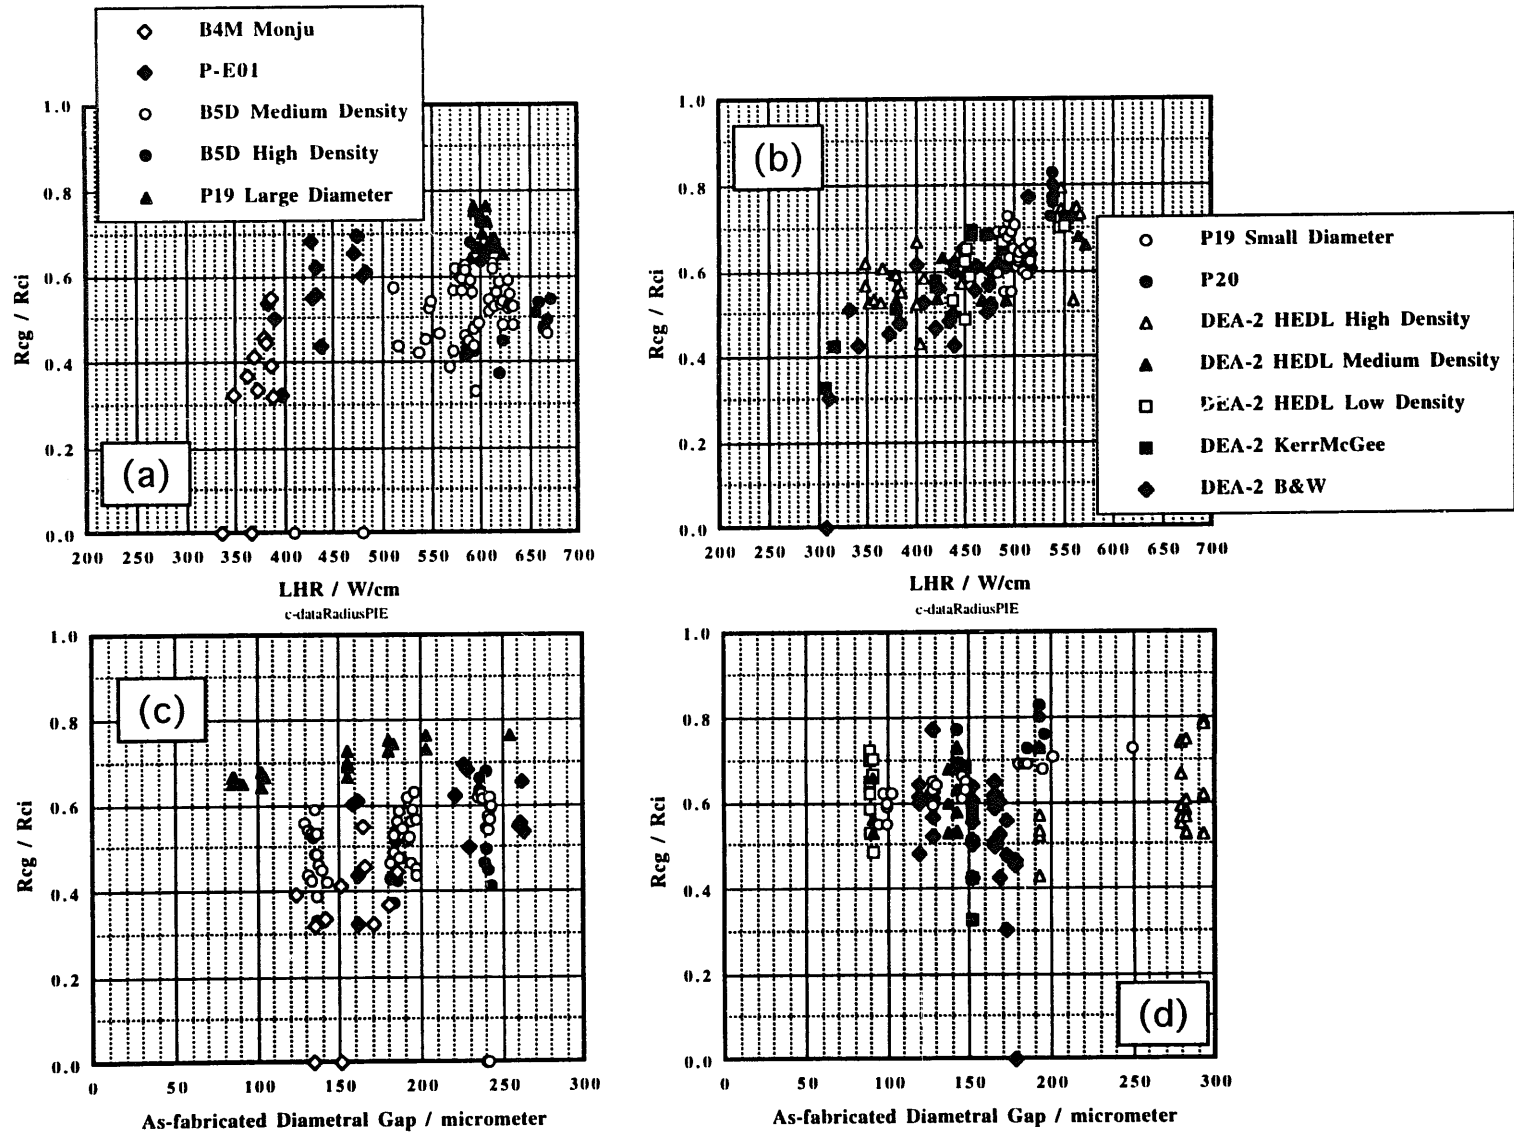 B4M Monju
P-E01
B5D Medium Density
B5D High Density
P19 Large Diameter
1.0
0.8
0.6
0.4
0.2
0.0
Rcg / Rci
(a)
200 250 300 350 400 450 500 550 600 650 700
LHR / W/cm
c-dataRadiusPIE
1.0
0.8
0.6
0.4
0.2
0.0
Rcg / Rci
(b)
P19 Small Diameter
P20
DEA-2 HEDL High Density
DEA-2 HEDL Medium Density
DEA-2 HEDL Low Density
DEA-2 KerrMcGee
DEA-2 B&W
200 250 300 350 400 450 500 550 600 650 700
LHR / W/cm
c-dataRadiusPIE
1.0
0.8
0.6
0.4
0.2
0.0
Rcg / Rci
(c)
0 50 100 150 200 250 300
As-fabricated Diametral Gap / micrometer
1.0
0.8
0.6
0.4
0.2
0.0
Rcg / Rci
(d)
0 50 100 150 200 250 300
As-fabricated Diametral Gap / micrometer